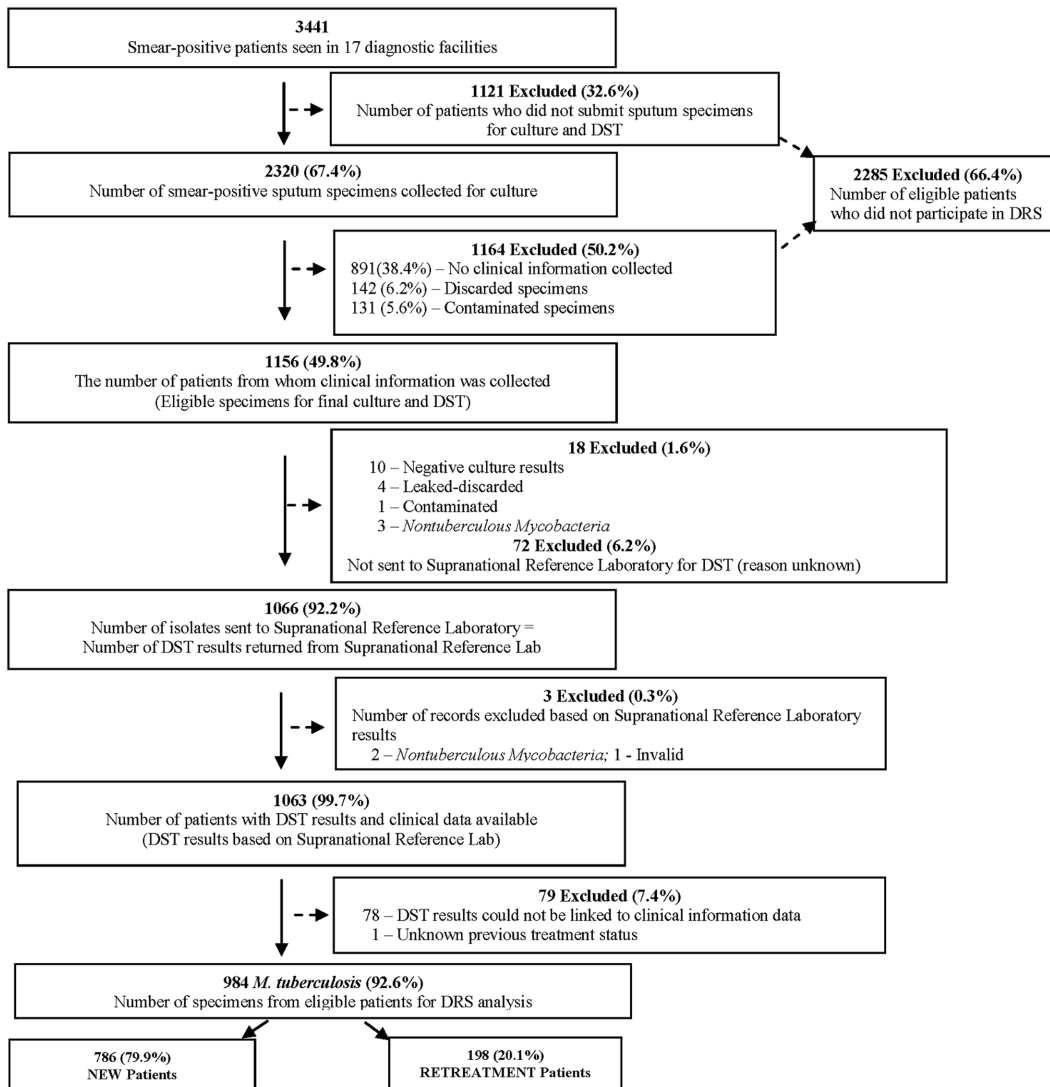 3441
Smear-positive patients seen in 17 diagnostic facilities
1121 Excluded (32.6%)
Number of patients who did not submit sputum specimens
for culture and DST
2320 (67.4%)
Number of smear-positive sputum specimens collected for culture
2285 Excluded (66.4%)
Number of eligible patients
who did not participate in DRS
1164 Excluded (50.2%)
891(38.4%) – No clinical information collected
142 (6.2%) – Discarded specimens
131 (5.6%) – Contaminated specimens
1156 (49.8%)
The number of patients from whom clinical information was collected
(Eligible specimens for final culture and DST)
18 Excluded (1.6%)
10 – Negative culture results
4 – Leaked-discarded
1 – Contaminated
3 – Nontuberculous Mycobacteria
72 Excluded (6.2%)
Not sent to Supranational Reference Laboratory for DST (reason unknown)
1066 (92.2%)
Number of isolates sent to Supranational Reference Laboratory =
Number of DST results returned from Supranational Reference Lab
3 Excluded (0.3%)
Number of records excluded based on Supranational Reference Laboratory
results
2 – Nontuberculous Mycobacteria; 1 - Invalid
1063 (99.7%)
Number of patients with DST results and clinical data available
(DST results based on Supranational Reference Lab)
79 Excluded (7.4%)
78 – DST results could not be linked to clinical information data
1 – Unknown previous treatment status
984 M. tuberculosis (92.6%)
Number of specimens from eligible patients for DRS analysis
786 (79.9%)
NEW Patients
198 (20.1%)
RETREATMENT Patients